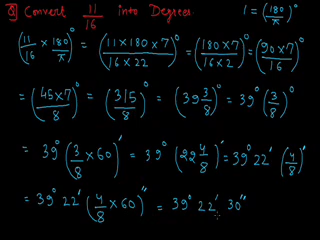 Q Convert 11/16 into Degrees 1 = (180/π)°
(11/16 × 180/π)° = (11×180×7 / 16×22)° = (180×7 / 16×2)° = (90×7 / 16)°
= (45×7 / 8)° = (315/8)° = (39 3/8)° = 39° (3/8)°
= 39° (3/8 × 60)′ = 39° (22 4/8)′ = 39° 22′ (4/8)′
= 39° 22′ (4/8 × 60)″ = 39° 22′ 30″